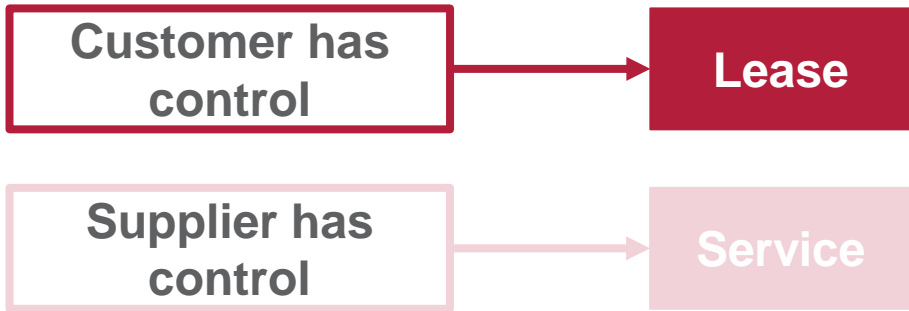 Customer has
control
Lease
Supplier has
control
Service